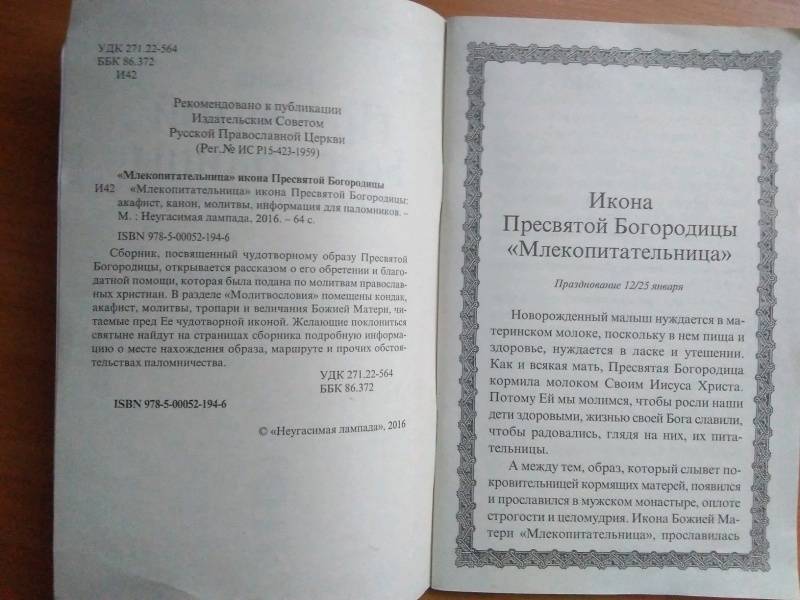 УДК 271.22-564
ББК 86.372
И42
Рекомендовано к публикации
Издательским Советом
Русской Православной Церкви
(Рег.№ ИС Р15-423-1959)
«Млекопитательница» икона Пресвятой Богородицы
И42 «Млекопитательница» икона Пресвятой Богородицы:
акафист, канон, молитвы, информация для паломников. –
М. : Неугасимая лампада, 2016. – 64 с.
ISBN 978-5-00052-194-6
Сборник, посвященный чудотворному образу Пресвятой
Богородицы, открывается рассказом о его обретении и благо-
датной помощи, которая была подана по молитвам православ-
ных христиан. В разделе «Молитвословия» помещены кондак,
акафист, молитвы, тропари и величания Божией Матери, чи-
таемые пред Ее чудотворной иконой. Желающие поклониться
святыне найдут на страницах сборника подробную информа-
цию о месте нахождения образа, маршруте и прочих обстоя-
тельствах паломничества.
УДК 271.22-564
ББК 86.372
ISBN 978-5-00052-194-6
© «Неугасимая лампада», 2016
Икона
Пресвятой Богородицы
«Млекопитательница»
Празднование 12/25 января
Новорожденный малыш нуждается в ма-
теринском молоке, поскольку в нем пища и
здоровье, нуждается в ласке и утешении.
Как и всякая мать, Пресвятая Богородица
кормила молоком Своим Иисуса Христа.
Потому Ей мы молимся, чтобы росли наши
дети здоровыми, жизнью своей Бога славили,
чтобы радовались, глядя на них, их пита-
тельницы.
А между тем, образ, который слывет по-
кровительницей кормящих матерей, появился
и прославился в мужском монастыре, оплоте
строгости и целомудрия. Икона Божией Ма-
тери «Млекопитательница», прославилась